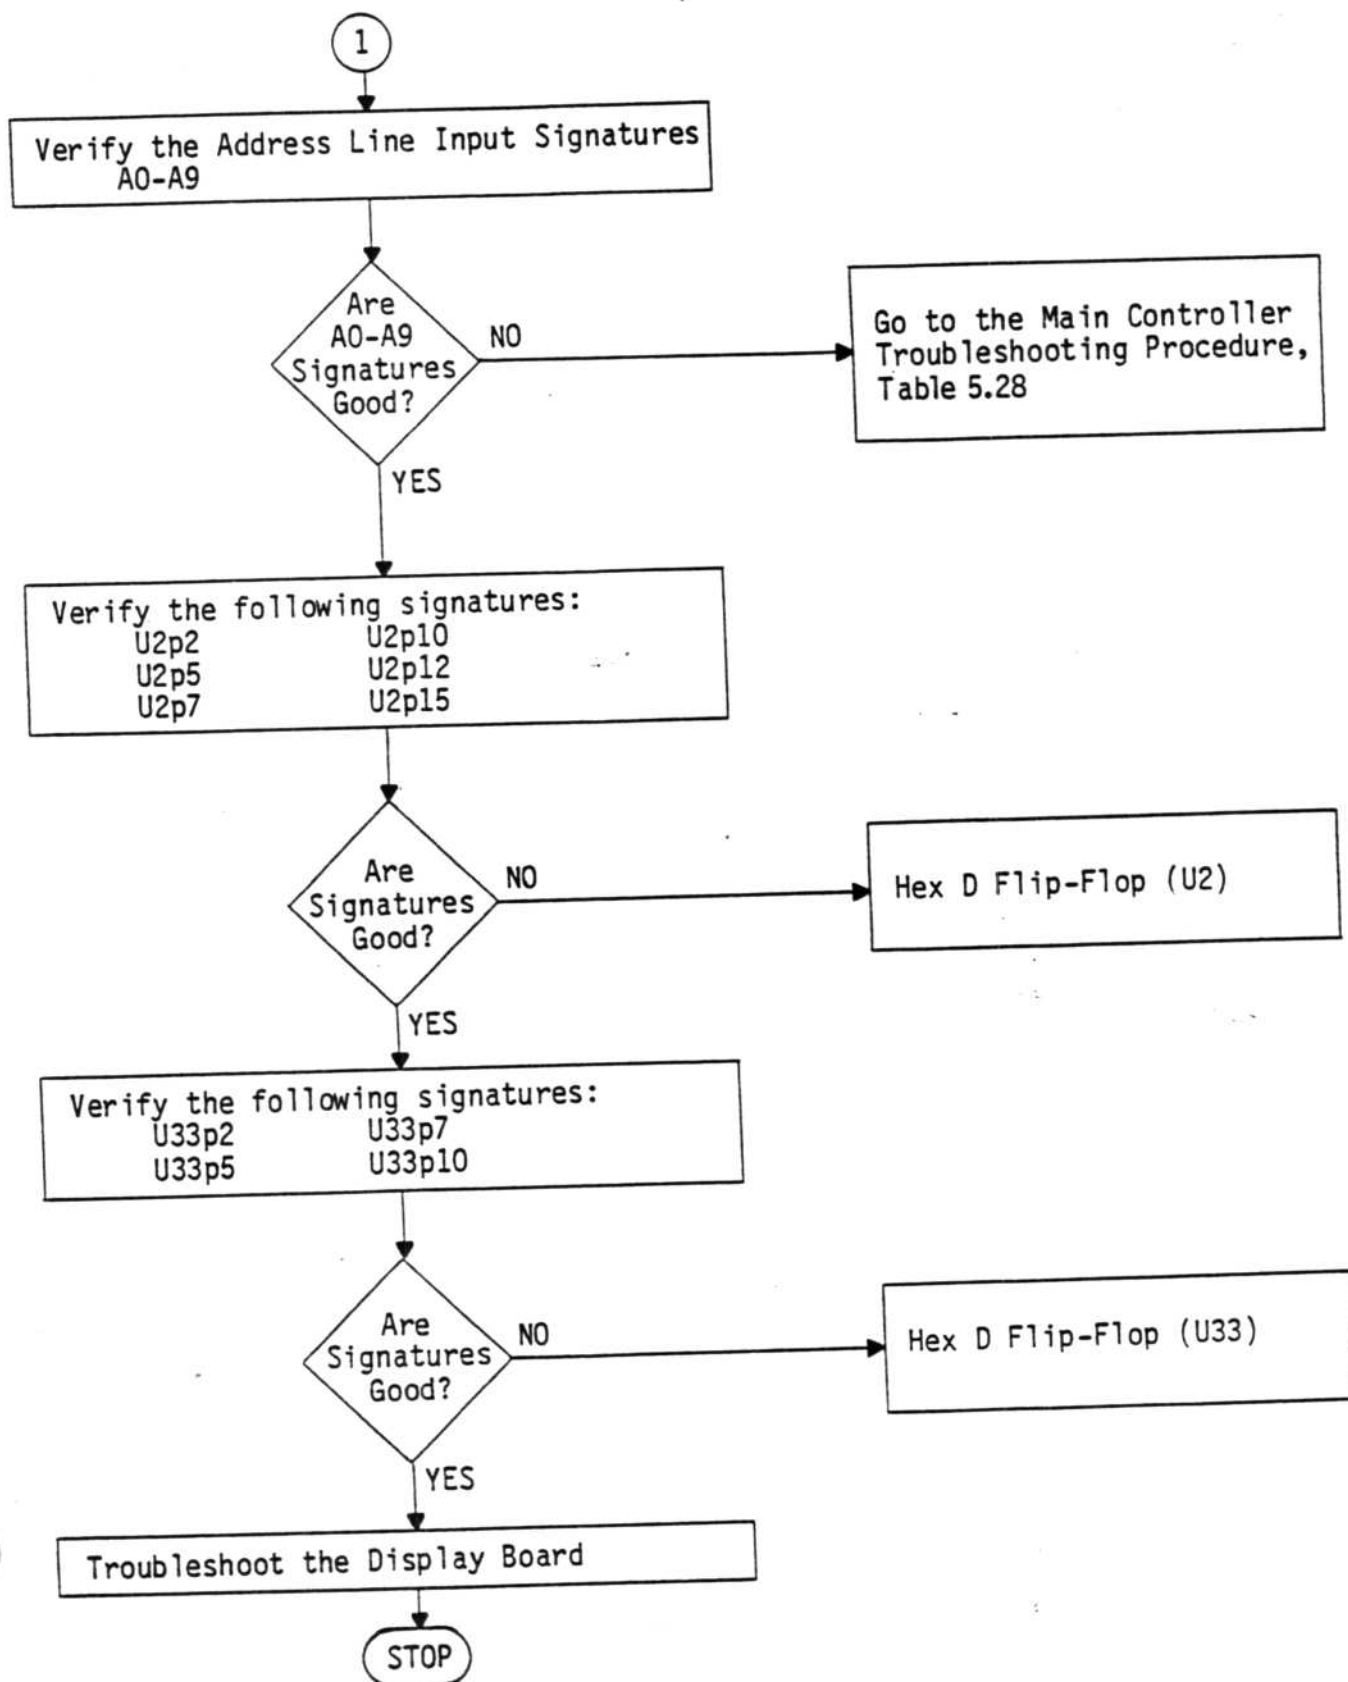 1
Verify the Address Line Input Signatures
A0-A9
Are
A0-A9
Signatures
Good?
NO
Go to the Main Controller
Troubleshooting Procedure,
Table 5.28
YES
Verify the following signatures:
U2p2 U2p10
U2p5 U2p12
U2p7 U2p15
Are
Signatures
Good?
NO
Hex D Flip-Flop (U2)
YES
Verify the following signatures:
U33p2 U33p7
U33p5 U33p10
Are
Signatures
Good?
NO
Hex D Flip-Flop (U33)
YES
Troubleshoot the Display Board
STOP